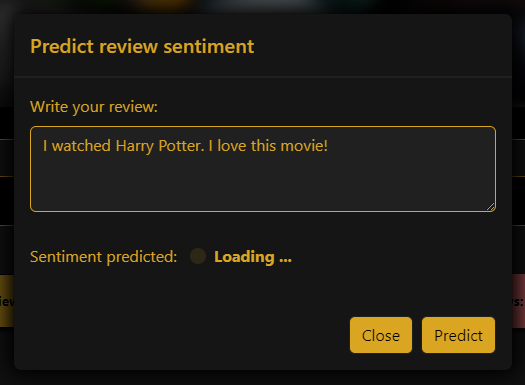 Predict review sentiment
Write your review:
I watched Harry Potter. I love this movie!
Sentiment predicted: Loading ...
Close Predict